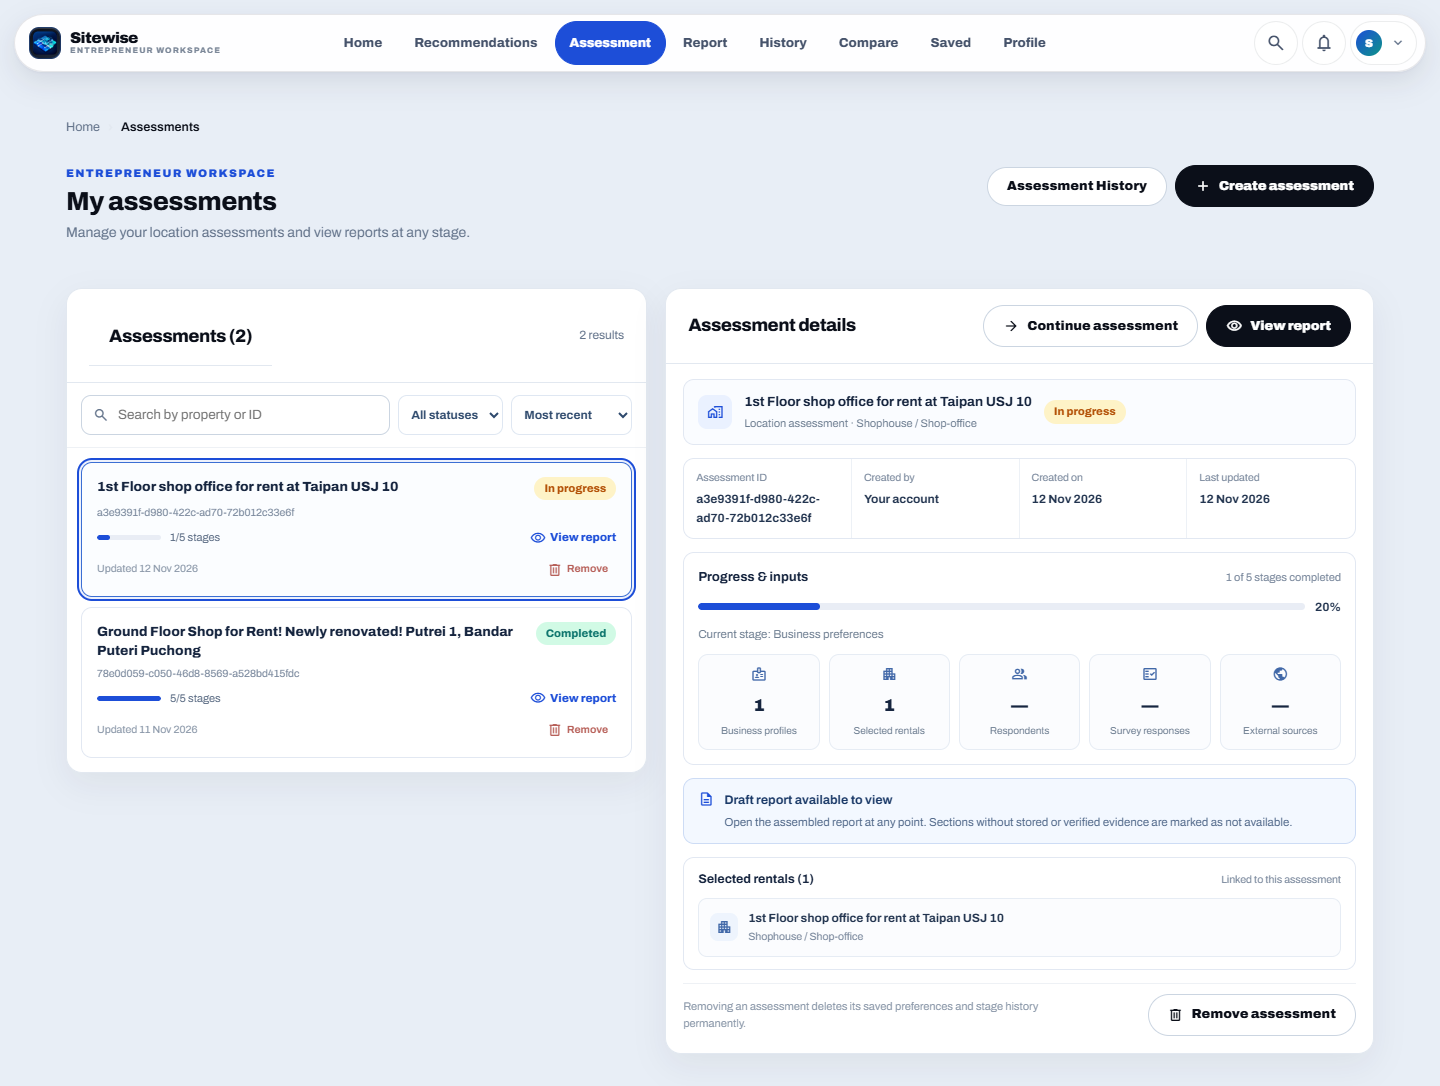 Sitewise
ENTREPRENEUR WORKSPACE
Home
Recommendations
Assessment
Report
History
Compare
Saved
Profile
S
Home
Assessments
ENTREPRENEUR WORKSPACE
My assessments
Manage your location assessments and view reports at any stage.
Assessment History
Create assessment
Assessments (2)
2 results
Search by property or ID
All statuses
Most recent
1st Floor shop office for rent at Taipan USJ 10
In progress
a3e9391f-d980-422c-ad70-72b012c33e6f
1/5 stages
View report
Updated 12 Nov 2026
Remove
Ground Floor Shop for Rent! Newly renovated! Putrei 1, Bandar
Puteri Puchong
Completed
78e0d059-c050-46d8-8569-a528bd415fdc
5/5 stages
View report
Updated 11 Nov 2026
Remove
Assessment details
Continue assessment
View report
1st Floor shop office for rent at Taipan USJ 10
In progress
Location assessment · Shophouse / Shop-office
Assessment ID
a3e9391f-d980-422c-
ad70-72b012c33e6f
Created by
Your account
Created on
12 Nov 2026
Last updated
12 Nov 2026
Progress & inputs
1 of 5 stages completed
20%
Current stage: Business preferences
1
Business profiles
1
Selected rentals
—
Respondents
—
Survey responses
—
External sources
Draft report available to view
Open the assembled report at any point. Sections without stored or verified evidence are marked as not available.
Selected rentals (1)
Linked to this assessment
1st Floor shop office for rent at Taipan USJ 10
Shophouse / Shop-office
Removing an assessment deletes its saved preferences and stage history
permanently.
Remove assessment